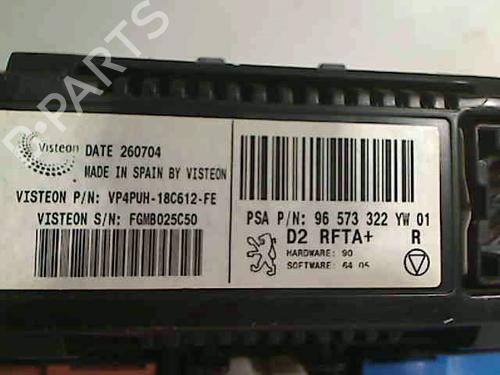 Visteon DATE 260704
MADE IN SPAIN BY VISTEON
VISTEON P/N: VP4PUH-18C612-FE
VISTEON S/N: FGMB025C50
PSA P/N: 96 573 322 YW 01
D2 RFTA+ R
HARDWARE: 90
SOFTWARE: 64 05
B-PARTS